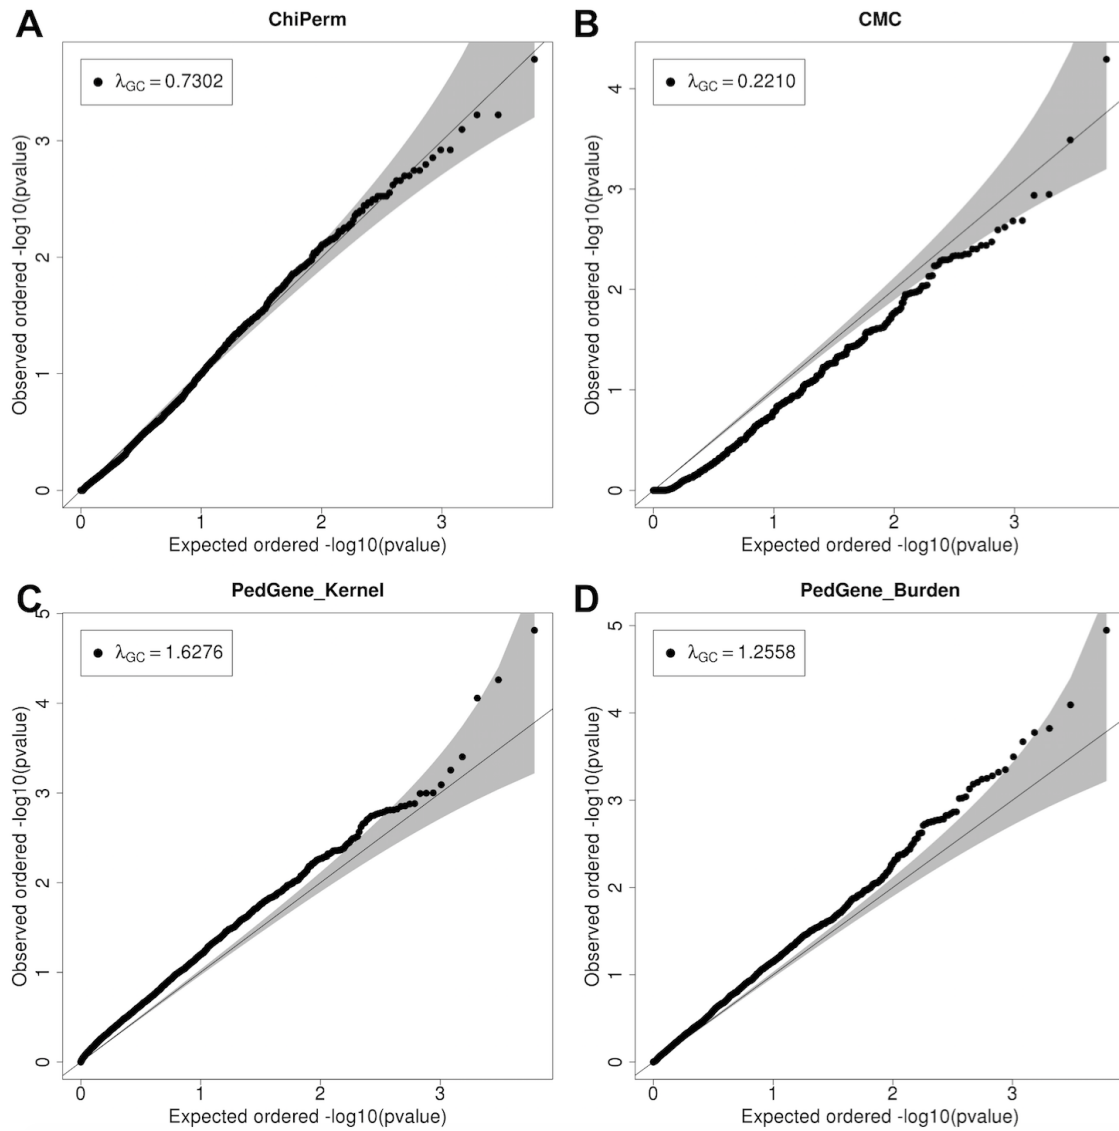 A
ChiPerm
λGC = 0.7302
0
1
2
3
Observed ordered -log10(pvalue)
0 1 2 3
Expected ordered -log10(pvalue)
B
CMC
λGC = 0.2210
0
1
2
3
4
Observed ordered -log10(pvalue)
0 1 2 3
Expected ordered -log10(pvalue)
C
PedGene_Kernel
λGC = 1.6276
0
1
2
3
4
5
Observed ordered -log10(pvalue)
0 1 2 3
Expected ordered -log10(pvalue)
D
PedGene_Burden
λGC = 1.2558
0
1
2
3
4
5
Observed ordered -log10(pvalue)
0 1 2 3
Expected ordered -log10(pvalue)